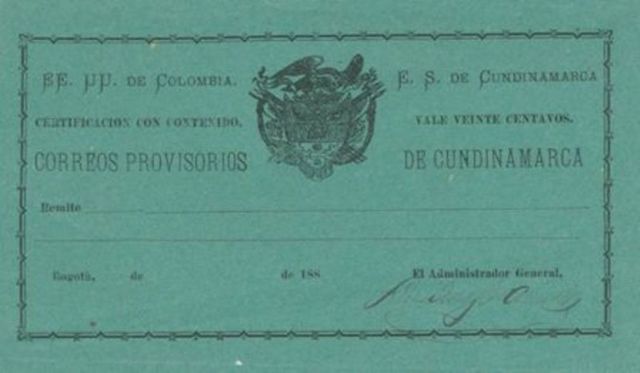 EE. UU. DE COLOMBIA.
E. S. DE CUNDINAMARCA
CERTIFICACION CON CONTENIDO.
VALE VEINTE CENTAVOS.
CORREOS PROVISORIOS
DE CUNDINAMARCA
Remite
Bogotá, de de 188
El Administrador General,